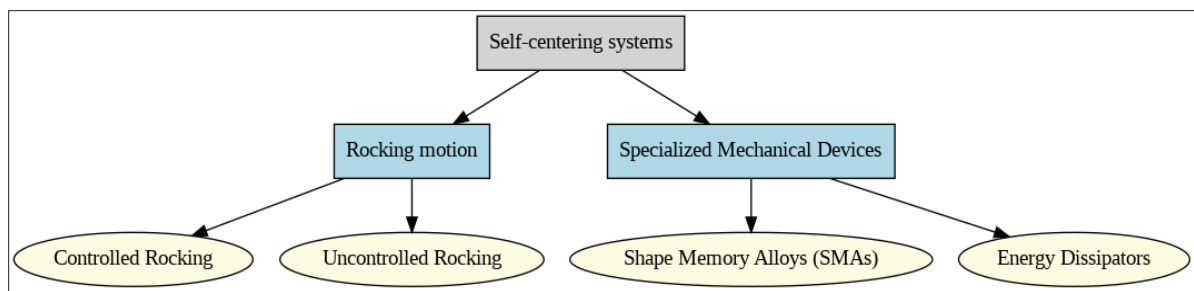 Self-centering systems
Rocking motion
Specialized Mechanical Devices
Controlled Rocking
Uncontrolled Rocking
Shape Memory Alloys (SMAs)
Energy Dissipators